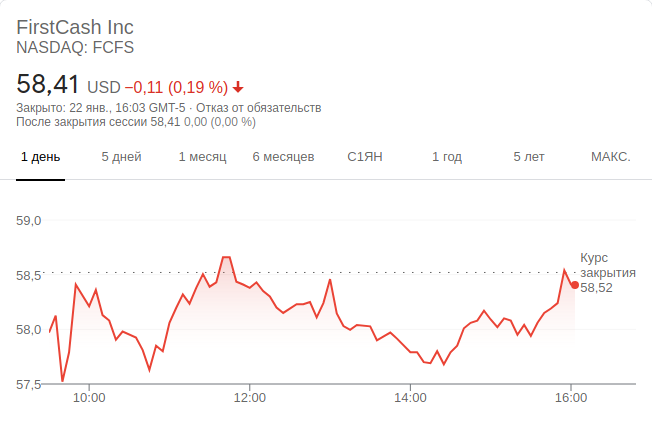 FirstCash Inc
NASDAQ: FCFS
58,41 USD −0,11 (0,19 %)
Закрыто: 22 янв., 16:03 GMT-5 · Отказ от обязательств
После закрытия сессии 58,41 0,00 (0,00 %)
1 день 5 дней 1 месяц 6 месяцев С1ЯН 1 год 5 лет МАКС.
59,0
58,5
58,0
57,5
Курс
закрытия
58,52
10:00 12:00 14:00 16:00